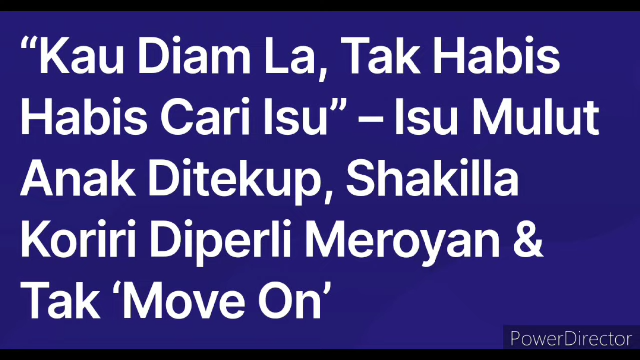 “Kau Diam La, Tak Habis
Habis Cari Isu” – Isu Mulut
Anak Ditekup, Shakilla
Koriri Diperli Meroyan &
Tak ‘Move On’
PowerDirector